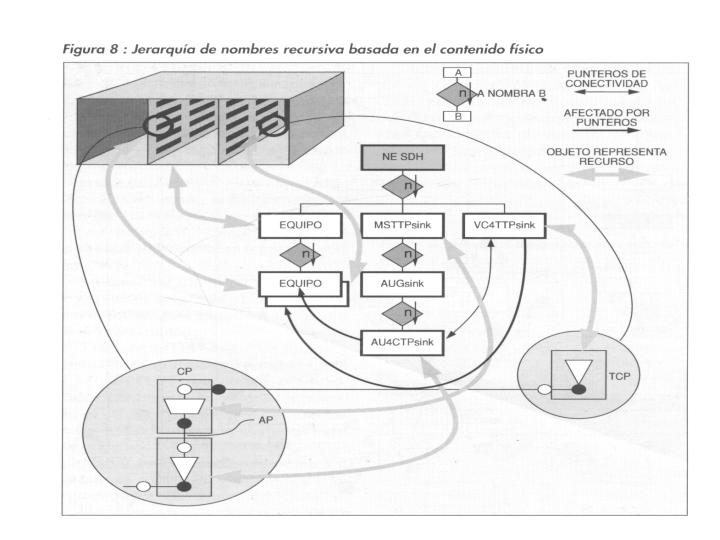 Figura 8 : Jerarquía de nombres recursiva basada en el contenido físico
A
n
A NOMBRA B
B
PUNTEROS DE
CONECTIVIDAD
AFECTADO POR
PUNTEROS
OBJETO REPRESENTA
RECURSO
NE SDH
n
EQUIPO
MSTTPsink
VC4TTPsink
n
n
EQUIPO
AUGsink
n
AU4CTPsink
CP
AP
TCP